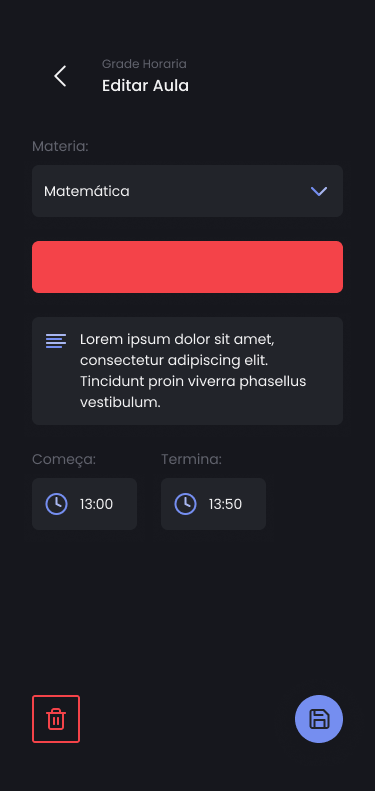 Grade Horaria
Editar Aula
Materia:
Matemática
Lorem ipsum dolor sit amet,
consectetur adipiscing elit.
Tincidunt proin viverra phasellus
vestibulum.
Começa:
Termina:
13:00
13:50